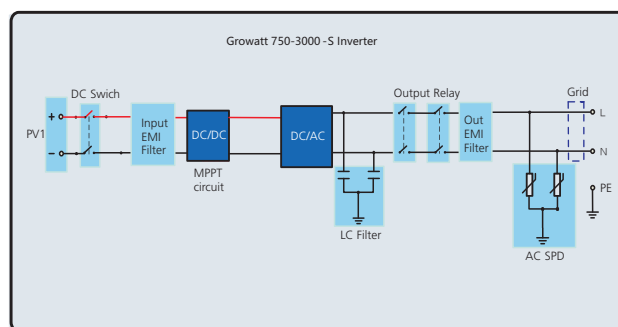 Growatt 750-3000 -S Inverter
DC Swich
Output Relay
Grid
+
PV1
-
Input
EMI
Filter
DC/DC
MPPT
circuit
DC/AC
LC Filter
Out
EMI
Filter
L
N
PE
AC SPD